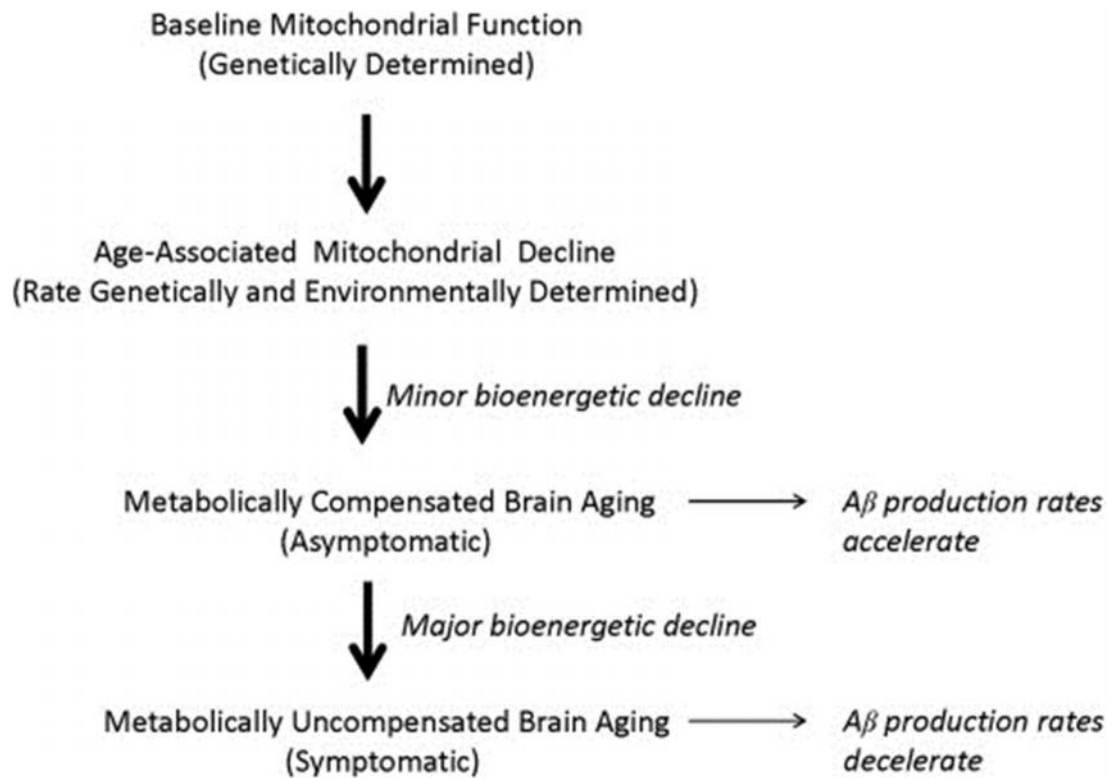 Baseline Mitochondrial Function
(Genetically Determined)
Age-Associated Mitochondrial Decline
(Rate Genetically and Environmentally Determined)
Minor bioenergetic decline
Metabolically Compensated Brain Aging
(Asymptomatic)
Aβ production rates
accelerate
Major bioenergetic decline
Metabolically Uncompensated Brain Aging
(Symptomatic)
Aβ production rates
decelerate